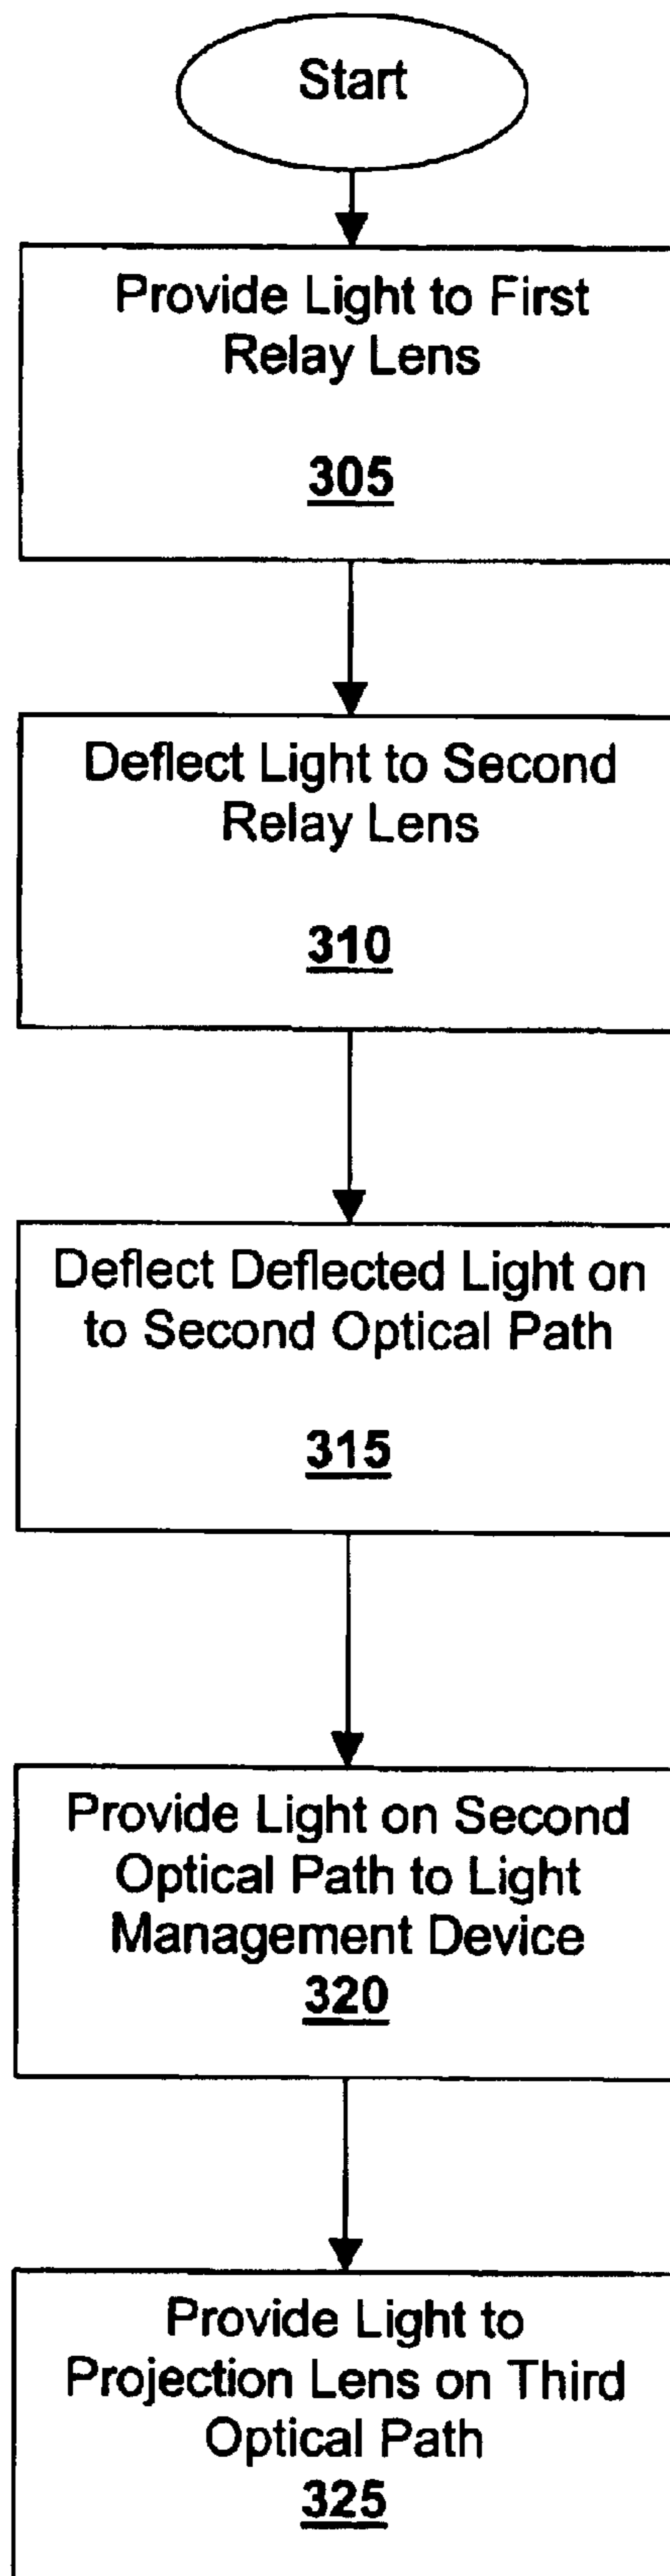 Start
Provide Light to First
Relay Lens
305
Deflect Light to Second
Relay Lens
310
Deflect Deflected Light on
to Second Optical Path
315
Provide Light on Second
Optical Path to Light
Management Device
320
Provide Light to
Projection Lens on Third
Optical Path
325